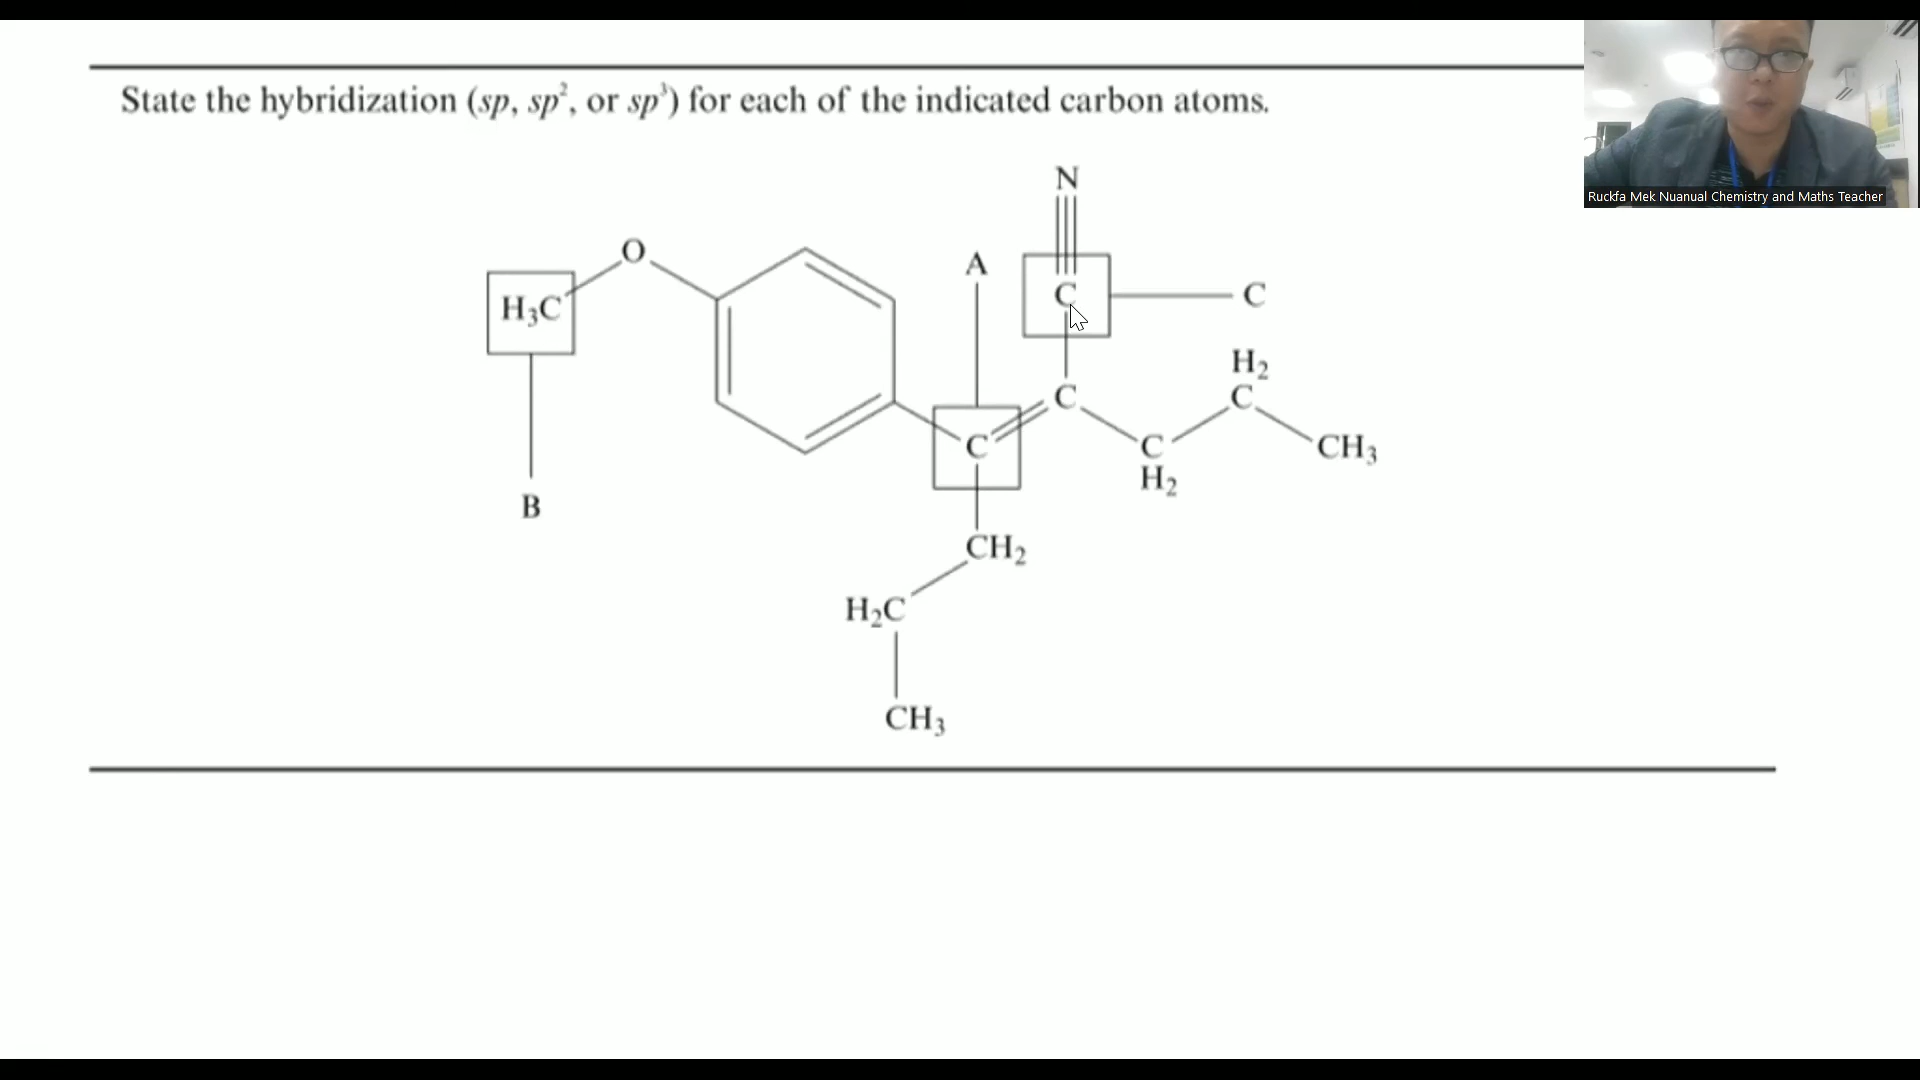 State the hybridization (sp, sp², or sp³) for each of the indicated carbon atoms.
Ruckfa Mek Nuanual Chemistry and Maths Teacher
N
O
A
H₃C
C
C
H₂
C
C
C
C
CH₃
H₂
B
CH₂
H₂C
CH₃